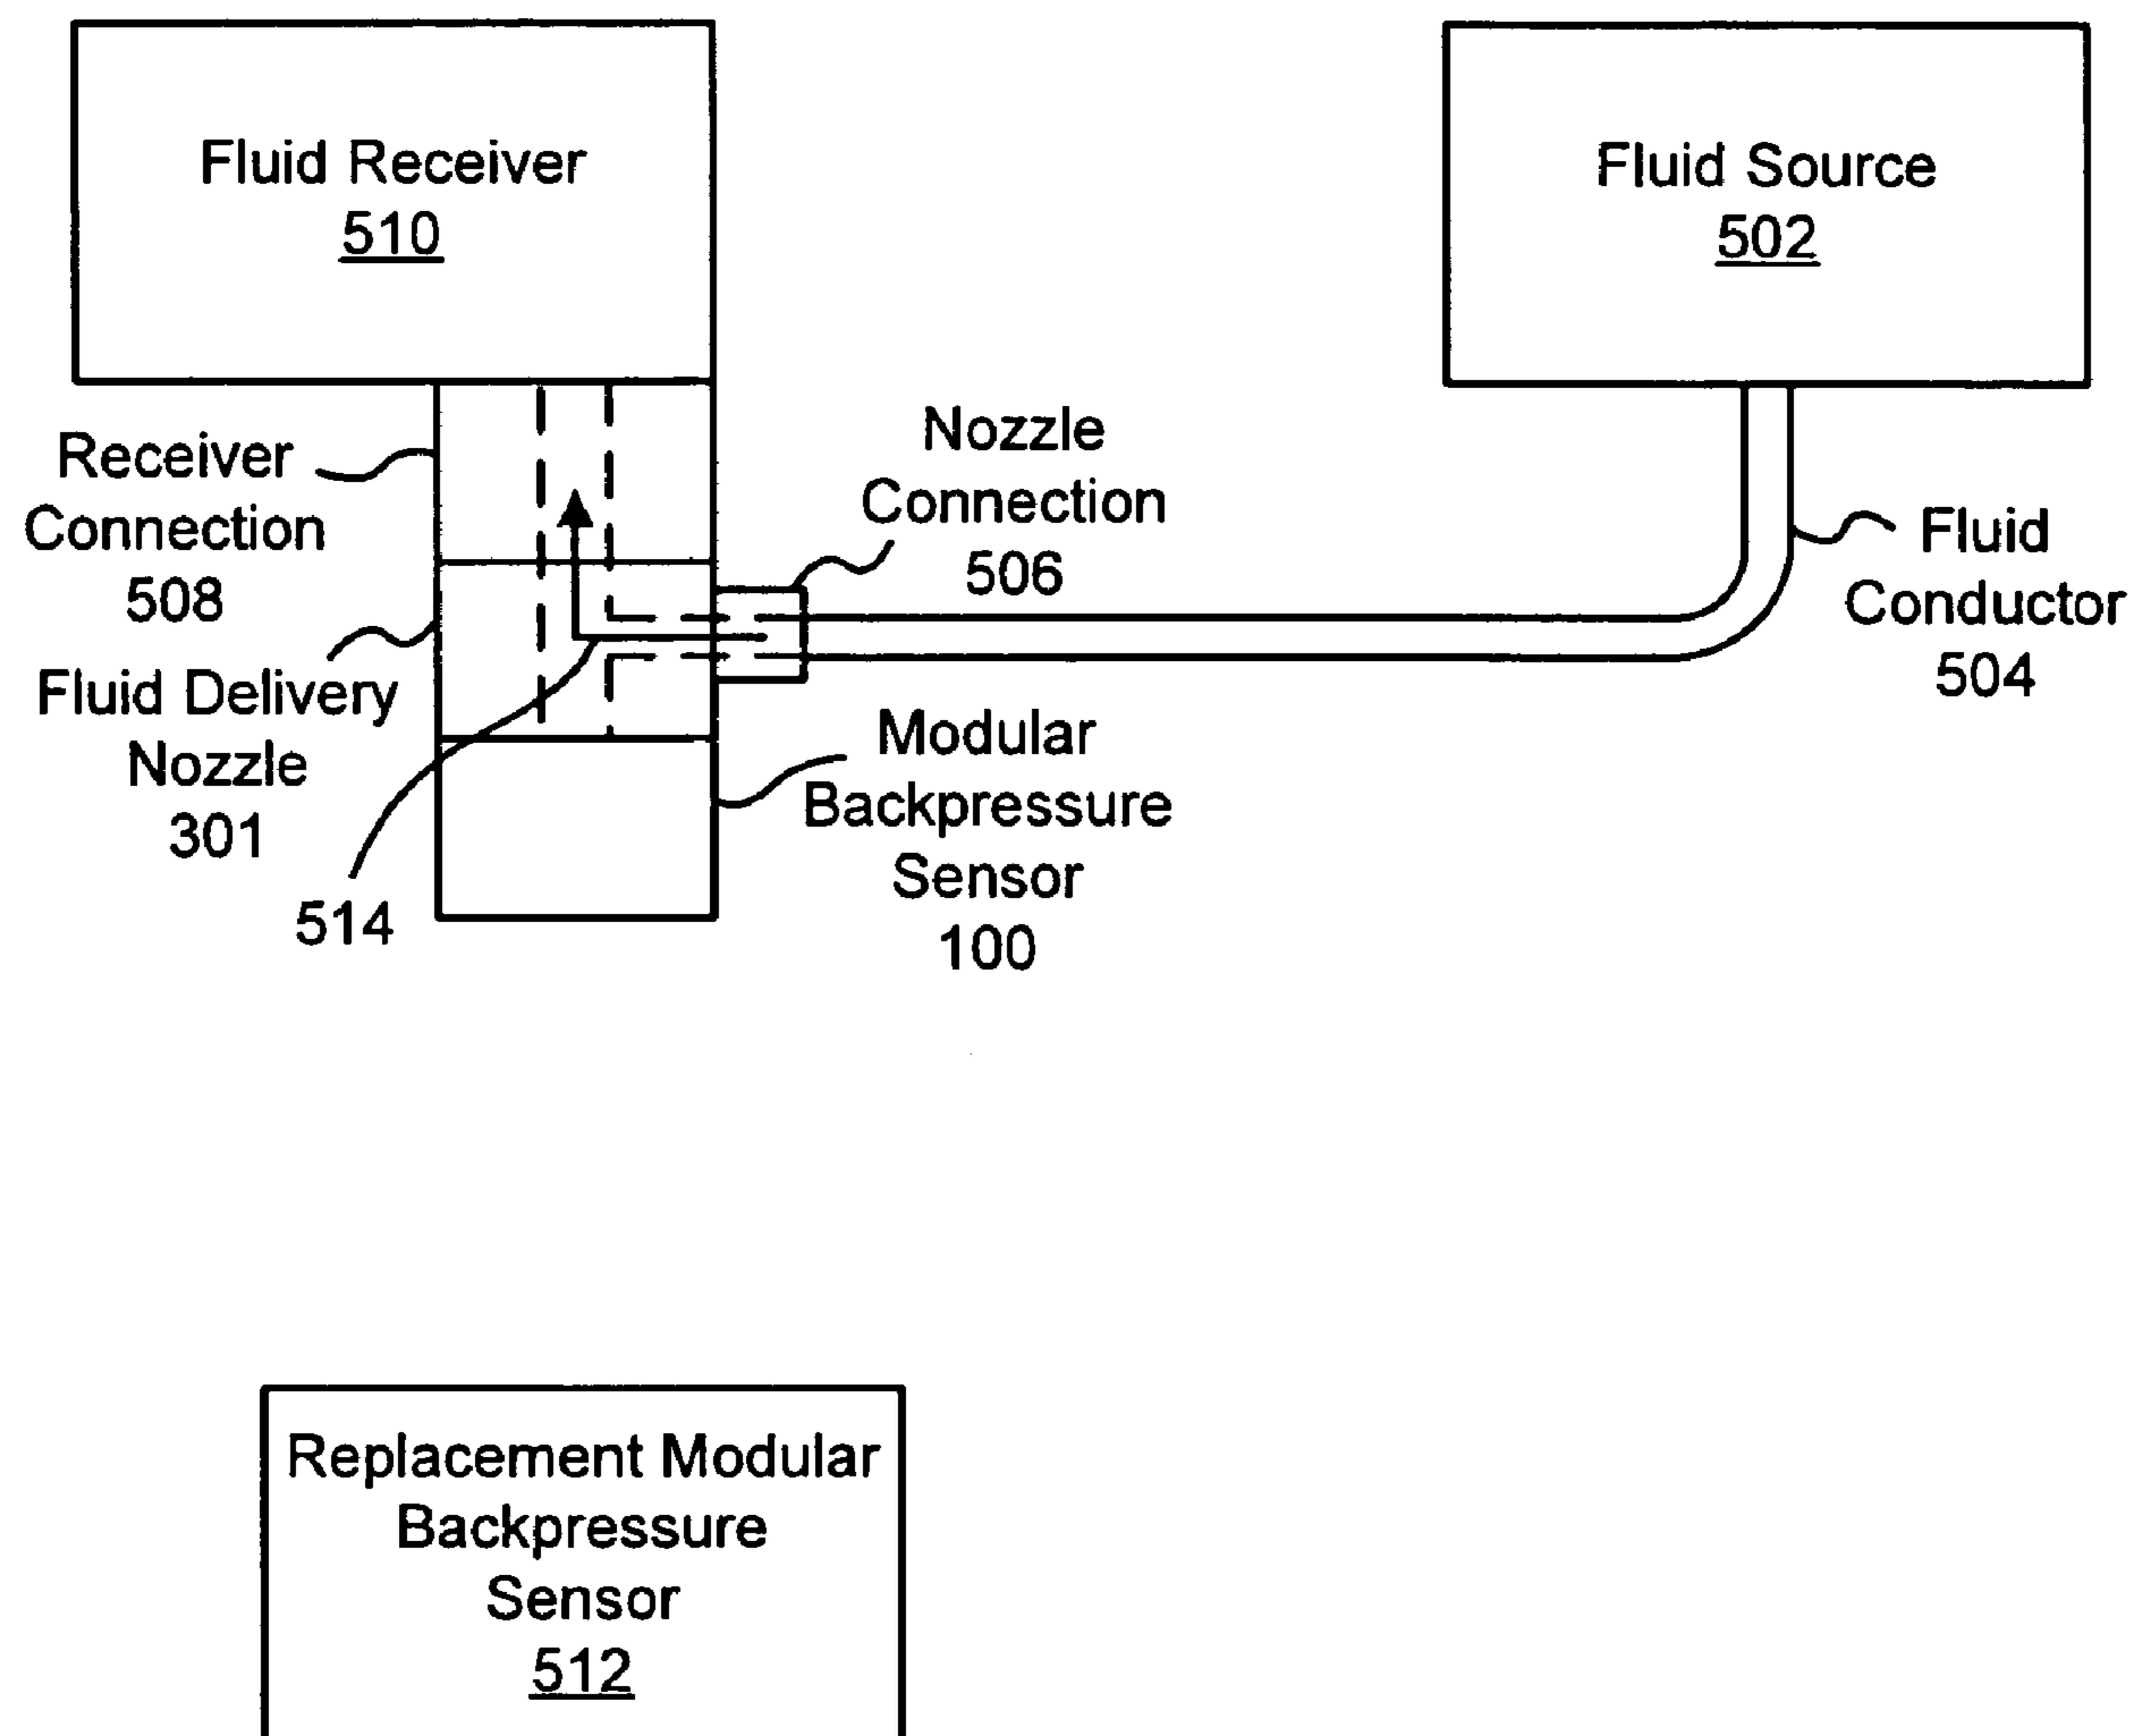 Fluid Receiver
510
Fluid Source
502
Receiver
Connection
508
Nozzle
Connection
506
Fluid
Conductor
504
Fluid Delivery
Nozzle
301
Modular
Backpressure
Sensor
100
514
Replacement Modular
Backpressure
Sensor
512